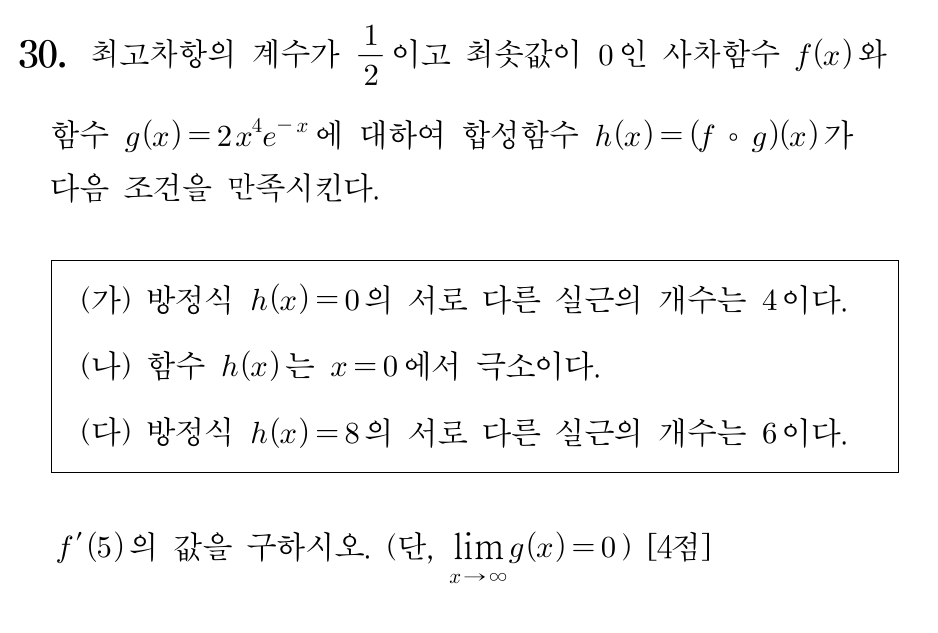 30. 최고차항의 계수가 $\frac{1}{2}$이고 최솟값이 0인 사차함수 $f(x)$와
함수 $g(x)=2x^4e^{-x}$에 대하여 합성함수 $h(x)=(f\circ g)(x)$가
다음 조건을 만족시킨다.
(가) 방정식 $h(x)=0$의 서로 다른 실근의 개수는 4이다.
(나) 함수 $h(x)$는 $x=0$에서 극소이다.
(다) 방정식 $h(x)=8$의 서로 다른 실근의 개수는 6이다.
$f'(5)$의 값을 구하시오. (단, $\lim_{x\to\infty}g(x)=0$) [4점]